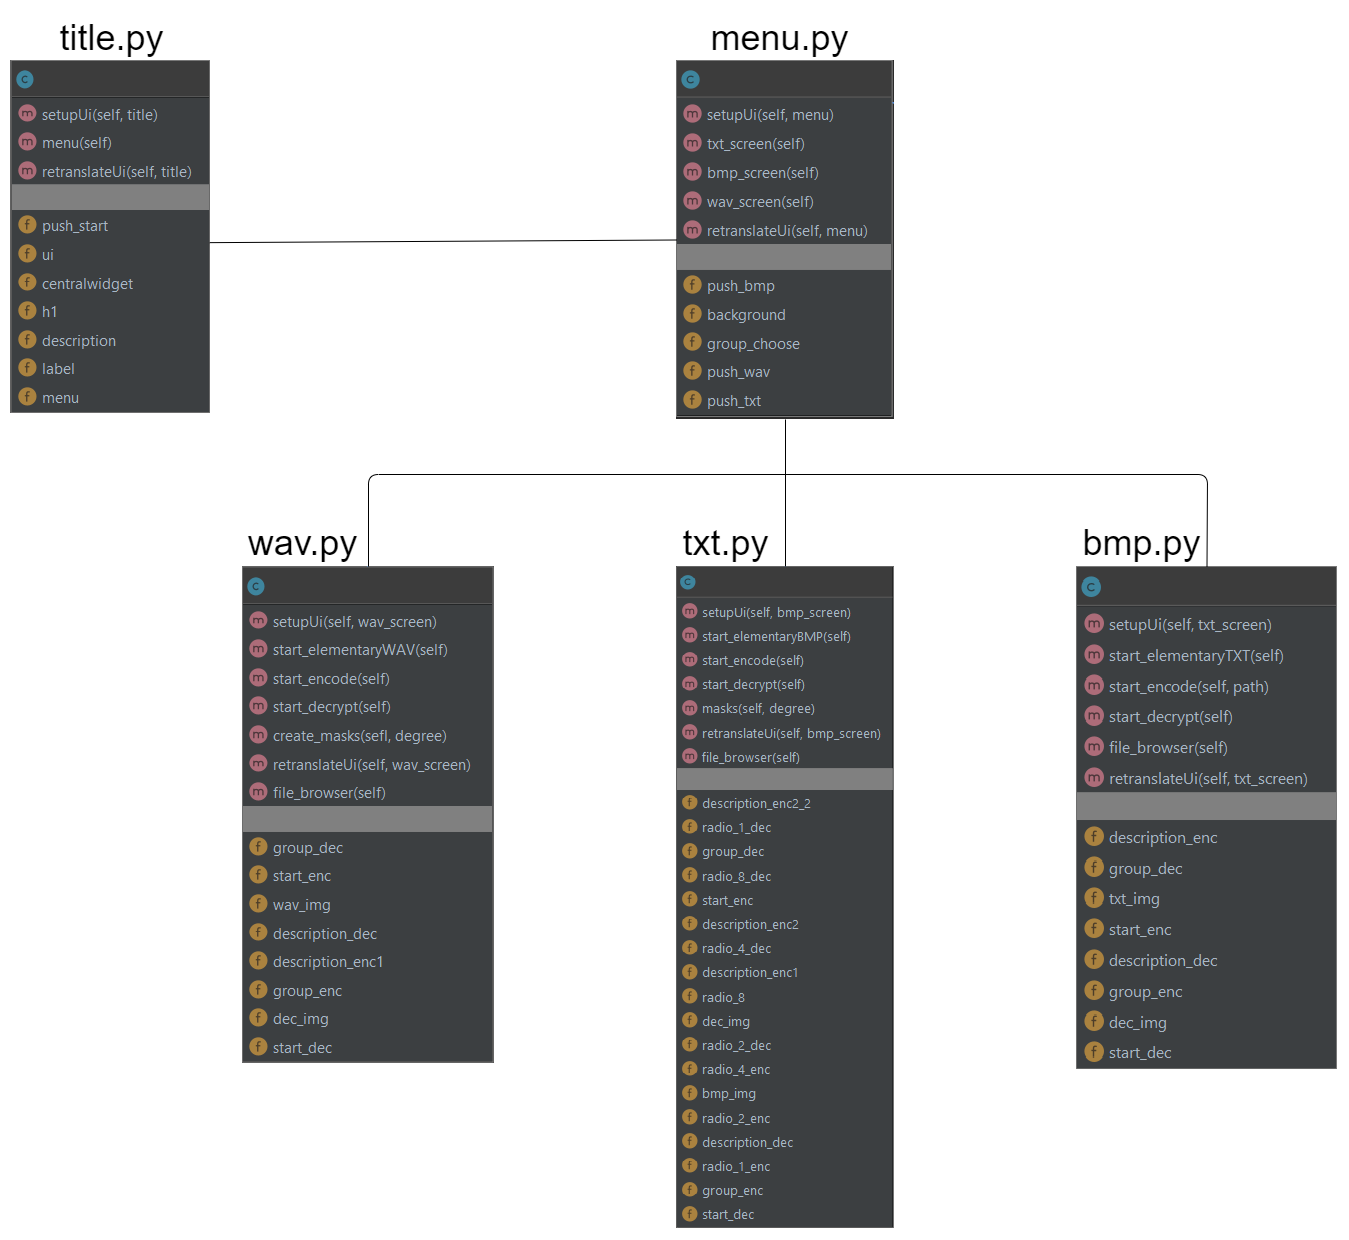 title.py
C
m setupUi(self, title)
m menu(self)
m retranslateUi(self, title)
f push_start
f ui
f centralwidget
f h1
f description
f label
f menu
menu.py
C
m setupUi(self, menu)
m txt_screen(self)
m bmp_screen(self)
m wav_screen(self)
m retranslateUi(self, menu)
f push_bmp
f background
f group_choose
f push_wav
f push_txt
wav.py
C
m setupUi(self, wav_screen)
m start_elementaryWAV(self)
m start_encode(self)
m start_decrypt(self)
m create_masks(sefl, degree)
m retranslateUi(self, wav_screen)
m file_browser(self)
f group_dec
f start_enc
f wav_img
f description_dec
f description_enc1
f group_enc
f dec_img
f start_dec
txt.py
C
m setupUi(self, bmp_screen)
m start_elementaryBMP(self)
m start_encode(self)
m start_decrypt(self)
m masks(self, degree)
m retranslateUi(self, bmp_screen)
m file_browser(self)
f description_enc2_2
f radio_1_dec
f group_dec
f radio_8_dec
f start_enc
f description_enc2
f radio_4_dec
f description_enc1
f radio_8
f dec_img
f radio_2_dec
f radio_4_enc
f bmp_img
f radio_2_enc
f description_dec
f radio_1_enc
f group_enc
f start_dec
bmp.py
C
m setupUi(self, txt_screen)
m start_elementaryTXT(self)
m start_encode(self, path)
m start_decrypt(self)
m file_browser(self)
m retranslateUi(self, txt_screen)
f description_enc
f group_dec
f txt_img
f start_enc
f description_dec
f group_enc
f dec_img
f start_dec